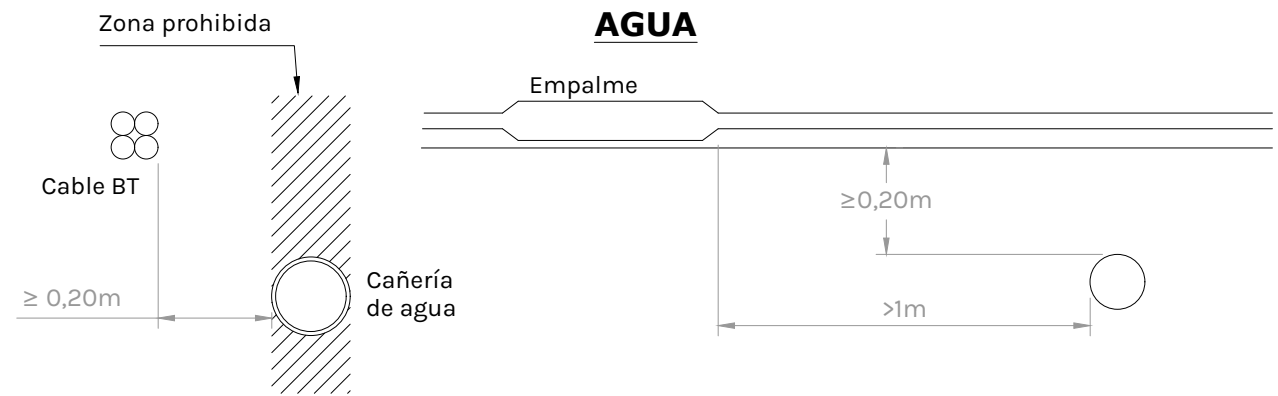 Zona prohibida
AGUA
Empalme
Cable BT
≥0,20m
Cañería
de agua
≥ 0,20m
>1m